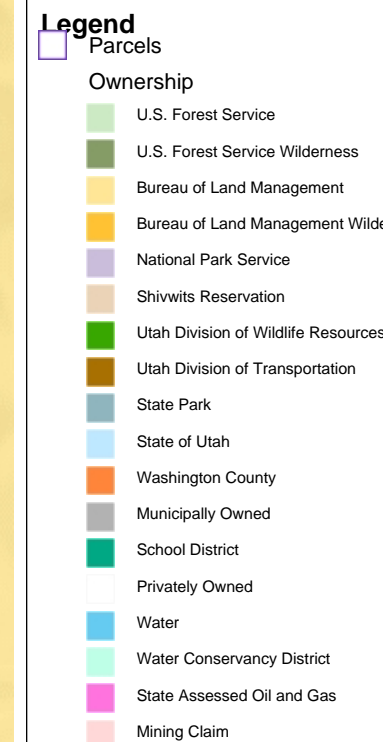 Legend
Parcels
Ownership
U.S. Forest Service
U.S. Forest Service Wilderness
Bureau of Land Management
Bureau of Land Management Wilde
National Park Service
Shivwits Reservation
Utah Division of Wildlife Resources
Utah Division of Transportation
State Park
State of Utah
Washington County
Municipally Owned
School District
Privately Owned
Water
Water Conservancy District
State Assessed Oil and Gas
Mining Claim